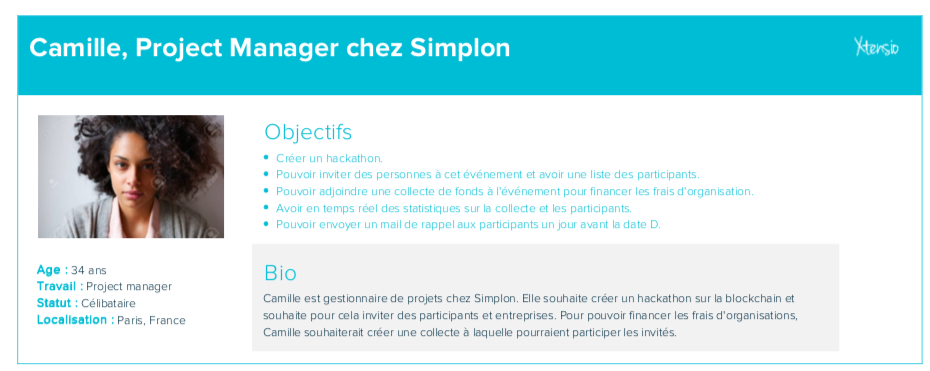 Camille, Project Manager chez Simplon
Xtensio
Objectifs
• Créer un hackathon.
• Pouvoir inviter des personnes à cet événement et avoir une liste des participants.
• Pouvoir adjoindre une collecte de fonds à l'événement pour financer les frais d'organisation.
• Avoir en temps réel des statistiques sur la collecte et les participants.
• Pouvoir envoyer un mail de rappel aux participants un jour avant la date D.
Age : 34 ans
Travail : Project manager
Statut : Célibataire
Localisation : Paris, France
Bio
Camille est gestionnaire de projets chez Simplon. Elle souhaite créer un hackathon sur la blockchain et
souhaite pour cela inviter des participants et entreprises. Pour pouvoir financer les frais d'organisations,
Camille souhaiterait créer une collecte à laquelle pourraient participer les invités.